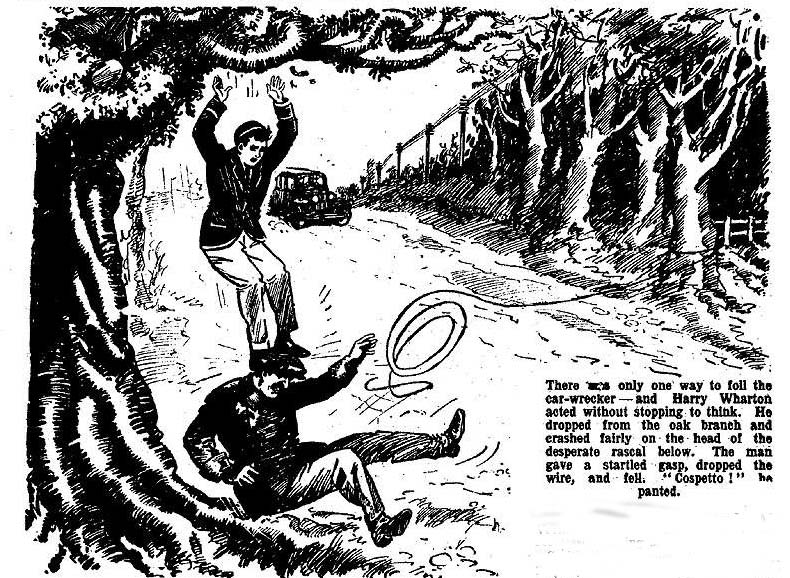 There was only one way to foil the
car-wrecker — and Harry Wharton
acted without stopping to think. He
dropped from the oak branch and
crashed fairly on the head of the
desperate rascal below. The man
gave a startled gasp, dropped the
wire, and fell. "Cospetto!" he
panted.